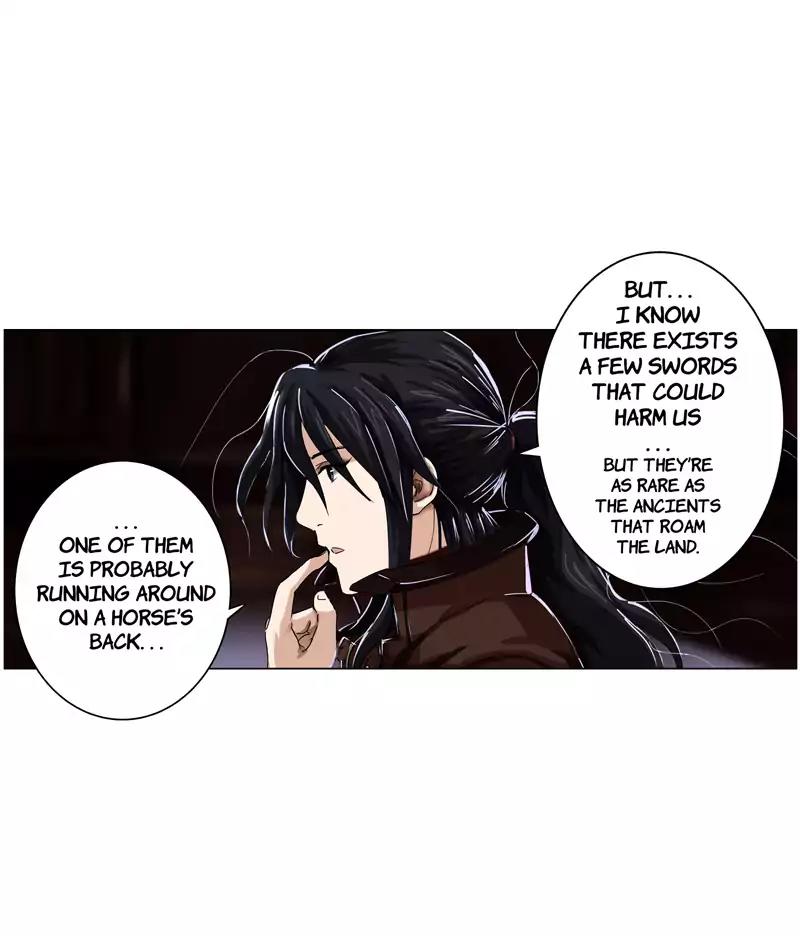 BUT...
I KNOW
THERE EXISTS
A FEW SWORDS
THAT COULD
HARM US
...
BUT THEY'RE
AS RARE AS
THE ANCIENTS
THAT ROAM
THE LAND.
...
ONE OF THEM
IS PROBABLY
RUNNING AROUND
ON A HORSE'S
BACK...